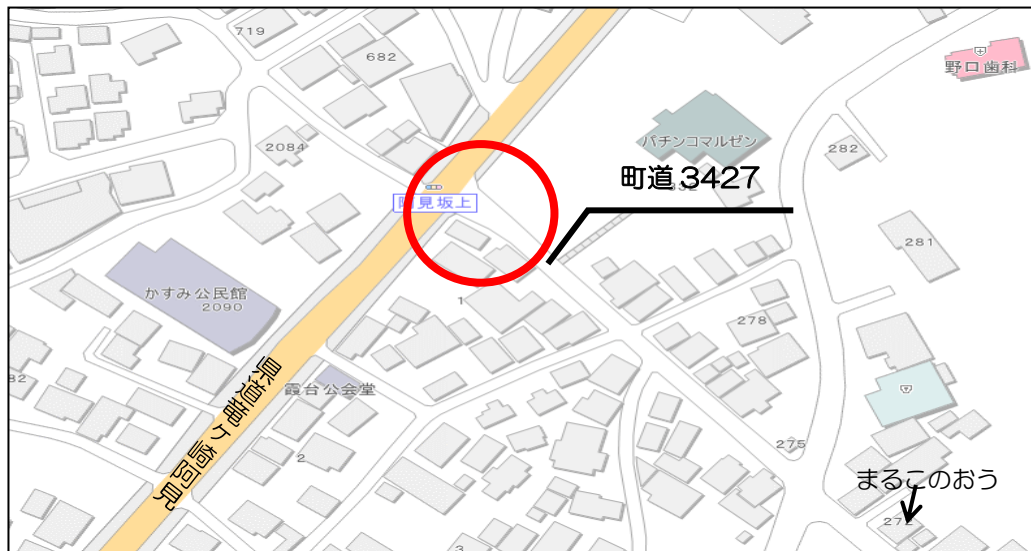 719
682
野口歯科
2084
パチンコマルゼン
282
町道3427
阿見坂上
281
かすみ公民館
2090
1
278
県道竜ヶ崎阿見
霞台公会堂
82
2
275
まるこのおう
272
3